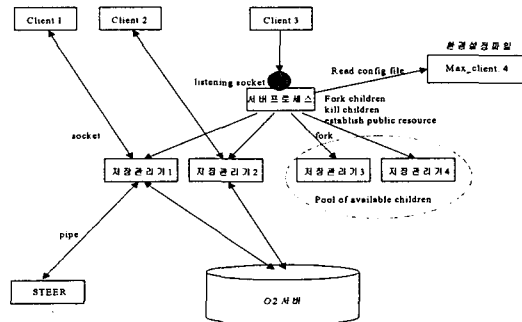 Client 1
Client 2
Client 3
환경설정파일
listening socket
Read config file
Max_client. 4
서버프로세스
Fork children
kill children
establish public resource
socket
fork
저장관리기1
저장관리기2
저장관리기3
저장관리기4
Pool of available children
pipe
STEER
O2 서버